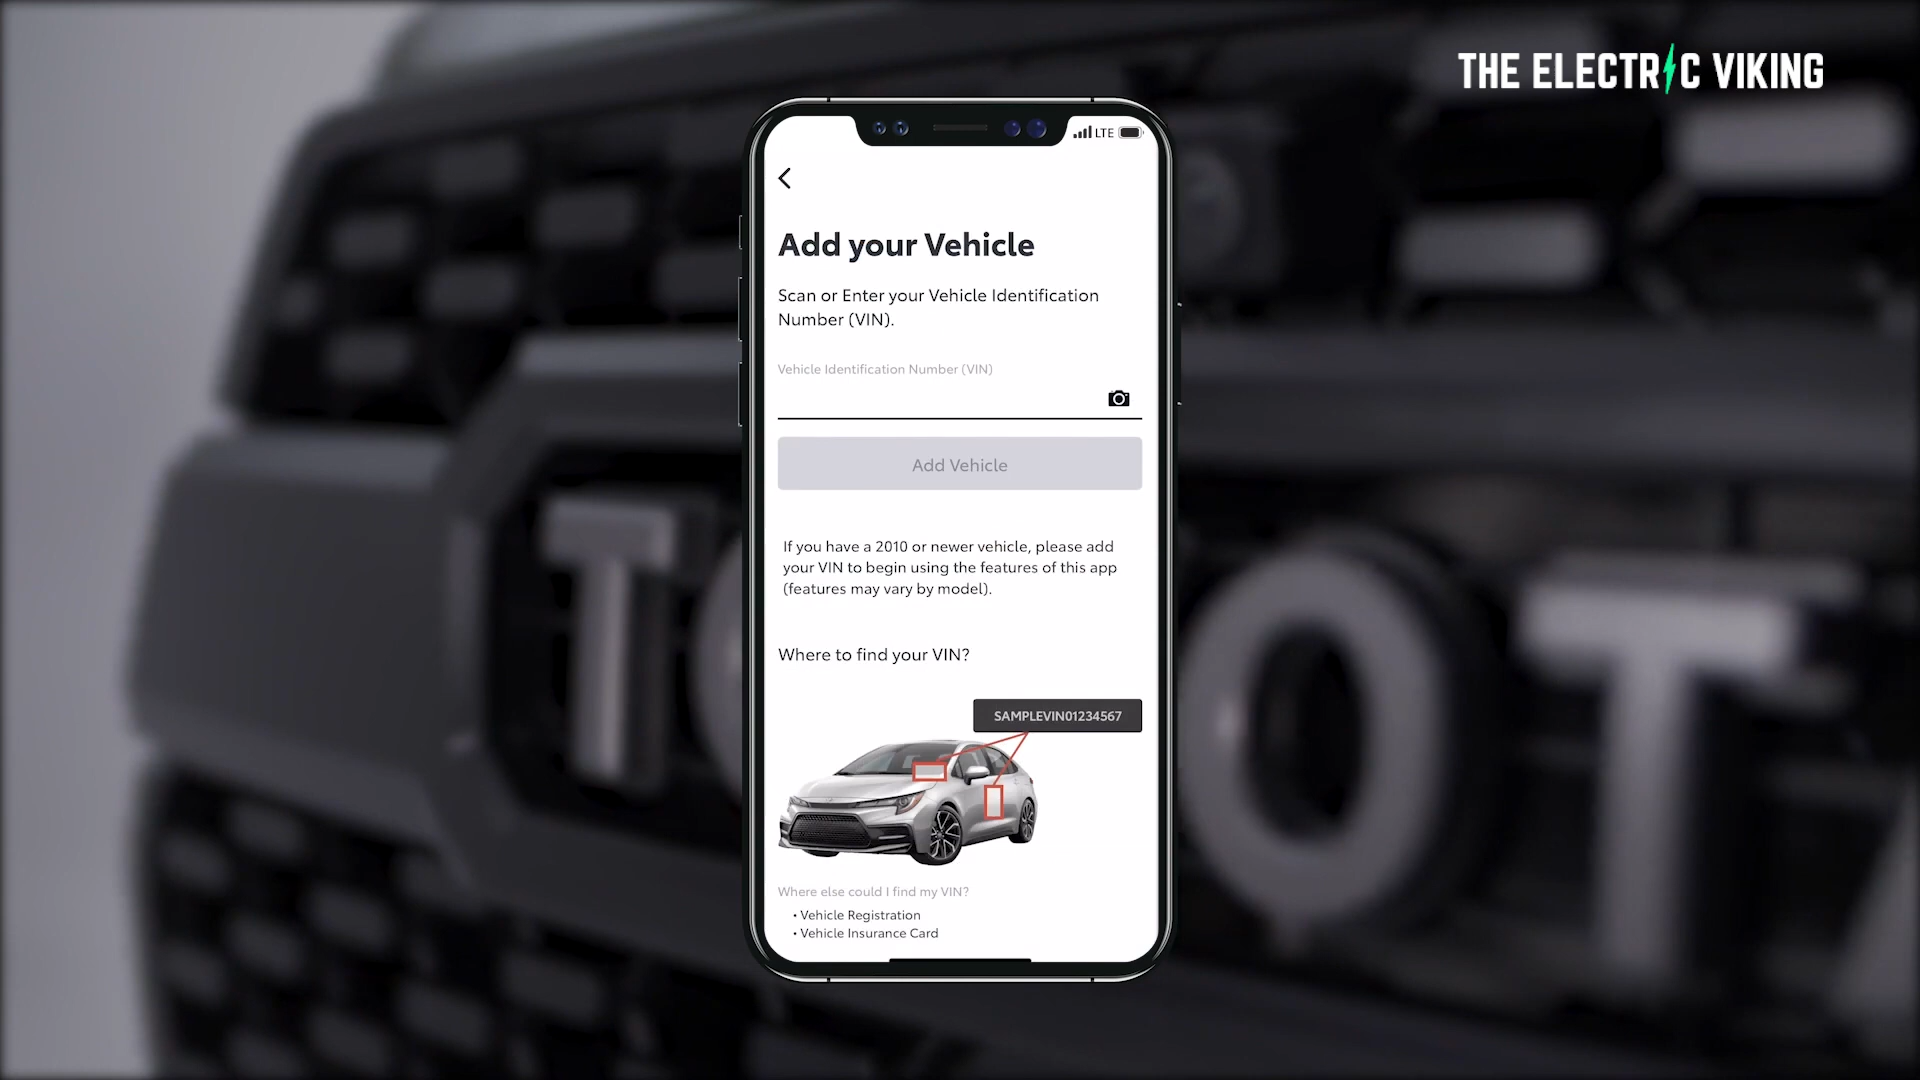 THE ELECTRIC VIKING
LTE
Add your Vehicle
Scan or Enter your Vehicle Identification
Number (VIN).
Vehicle Identification Number (VIN)
Add Vehicle
If you have a 2010 or newer vehicle, please add
your VIN to begin using the features of this app
(features may vary by model).
Where to find your VIN?
SAMPLEVIN01234567
Where else could I find my VIN?
• Vehicle Registration
• Vehicle Insurance Card
TOYOT